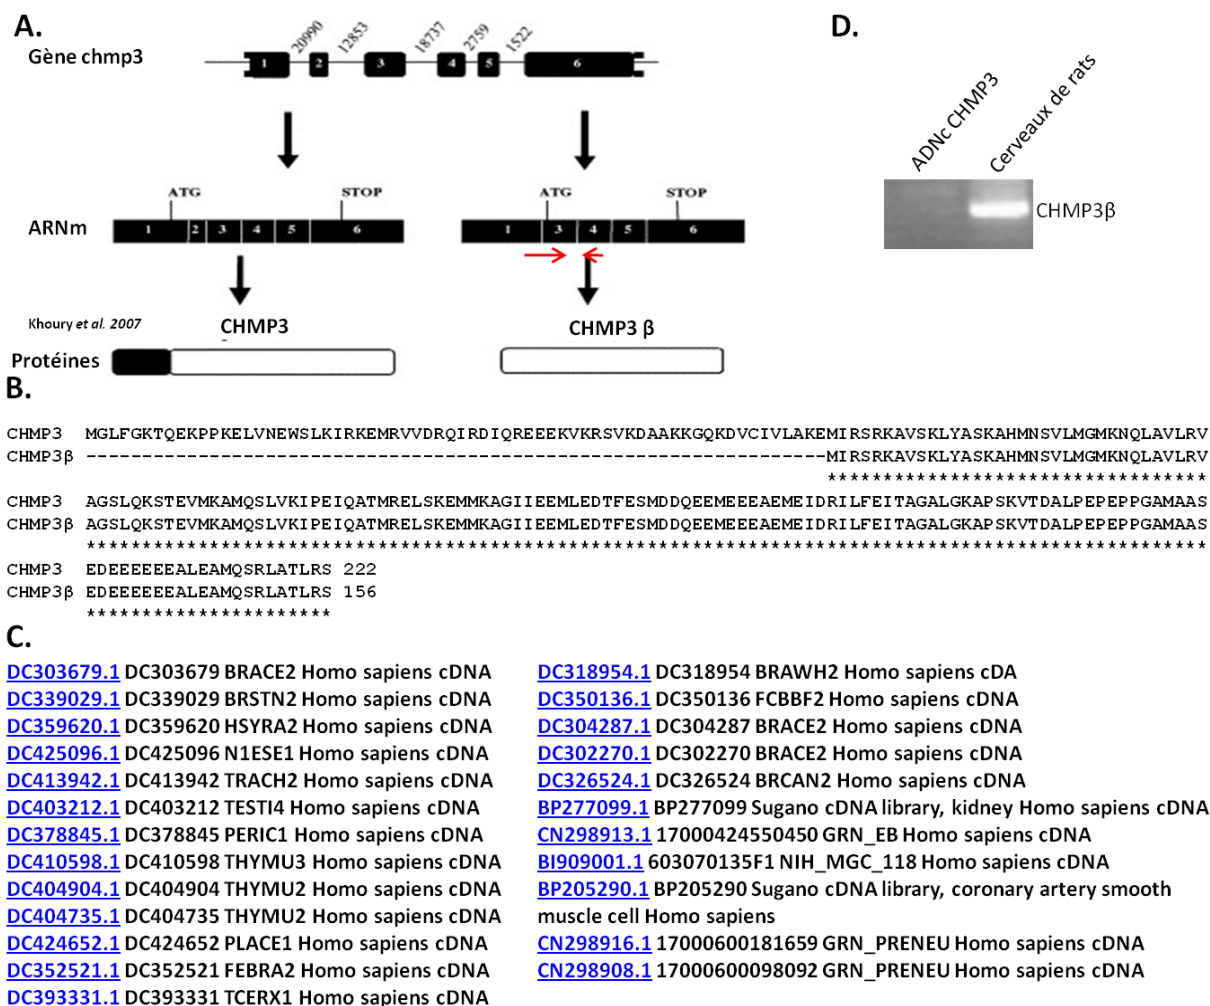 A.
D.
Gène chmp3
20990 12853 18737 2759 1522
1 2 3 4 5 6
ADNc CHMP3
Cerveaux de rats
CHMP3β
ATG STOP ATG STOP
ARNm
1 2 3 4 5 6 1 3 4 5 6
Khoury et al. 2007
CHMP3 CHMP3 β
Protéines
B.
CHMP3 MGLFGKTQEKPPKELVNEWSLKIRKEMRVVDRQIRDIQREEEKVKRSVKDAAKKGQKDVCIVLAKEMIRSRKAVSKLYASKAHMNSVLMGMKNQLAVLRV
CHMP3β ------------------------------------------------------------------MIRSRKAVSKLYASKAHMNSVLMGMKNQLAVLRV
**********************************
CHMP3 AGSLQKSTEVMKAMQSLVKIPEIQATMRELSKEMMKAGIIEEMLEDTFESMDDQEEMEEEAEMEIDRILFEITAGALGKAPSKVTDALPEPEPPGAMAAS
CHMP3β AGSLQKSTEVMKAMQSLVKIPEIQATMRELSKEMMKAGIIEEMLEDTFESMDDQEEMEEEAEMEIDRILFEITAGALGKAPSKVTDALPEPEPPGAMAAS
****************************************************************************************************
CHMP3 EDEEEEEEALEAMQSRLATLRS 222
CHMP3β EDEEEEEEALEAMQSRLATLRS 156
**********************
C.
DC303679.1 DC303679 BRACE2 Homo sapiens cDNA
DC339029.1 DC339029 BRSTN2 Homo sapiens cDNA
DC359620.1 DC359620 HSYRA2 Homo sapiens cDNA
DC425096.1 DC425096 N1ESE1 Homo sapiens cDNA
DC413942.1 DC413942 TRACH2 Homo sapiens cDNA
DC403212.1 DC403212 TESTI4 Homo sapiens cDNA
DC378845.1 DC378845 PERIC1 Homo sapiens cDNA
DC410598.1 DC410598 THYMU3 Homo sapiens cDNA
DC404904.1 DC404904 THYMU2 Homo sapiens cDNA
DC404735.1 DC404735 THYMU2 Homo sapiens cDNA
DC424652.1 DC424652 PLACE1 Homo sapiens cDNA
DC352521.1 DC352521 FEBRA2 Homo sapiens cDNA
DC393331.1 DC393331 TCERX1 Homo sapiens cDNA
DC318954.1 DC318954 BRAWH2 Homo sapiens cDA
DC350136.1 DC350136 FCBBF2 Homo sapiens cDNA
DC304287.1 DC304287 BRACE2 Homo sapiens cDNA
DC302270.1 DC302270 BRACE2 Homo sapiens cDNA
DC326524.1 DC326524 BRCAN2 Homo sapiens cDNA
BP277099.1 BP277099 Sugano cDNA library, kidney Homo sapiens cDNA
CN298913.1 17000424550450 GRN_EB Homo sapiens cDNA
BI909001.1 603070135F1 NIH_MGC_118 Homo sapiens cDNA
BP205290.1 BP205290 Sugano cDNA library, coronary artery smooth
muscle cell Homo sapiens
CN298916.1 17000600181659 GRN_PRENEU Homo sapiens cDNA
CN298908.1 17000600098092 GRN_PRENEU Homo sapiens cDNA